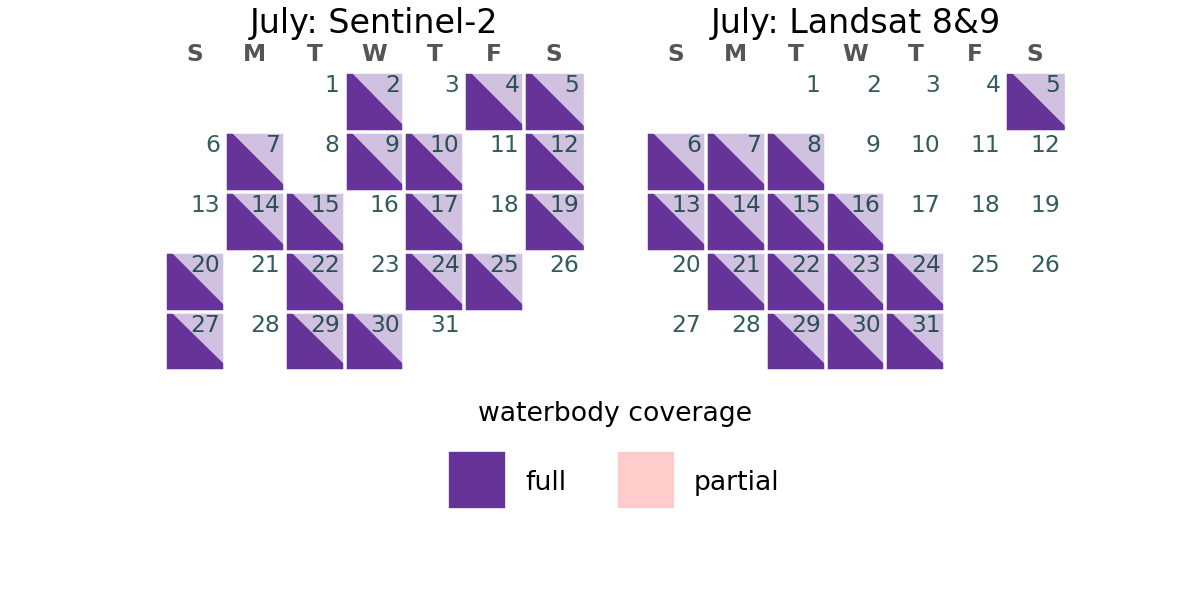 July: Sentinel-2
S M T W T F S
1 2 3 4 5
6 7 8 9 10 11 12
13 14 15 16 17 18 19
20 21 22 23 24 25 26
27 28 29 30 31
July: Landsat 8&9
S M T W T F S
1 2 3 4 5
6 7 8 9 10 11 12
13 14 15 16 17 18 19
20 21 22 23 24 25 26
27 28 29 30 31
waterbody coverage
full
partial